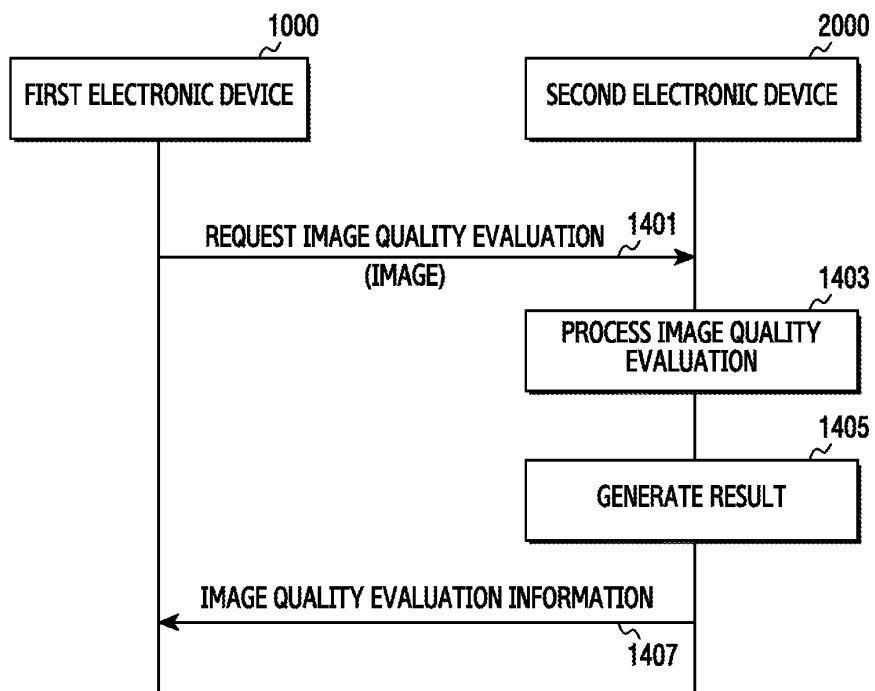 1000
2000
FIRST ELECTRONIC DEVICE
SECOND ELECTRONIC DEVICE
REQUEST IMAGE QUALITY EVALUATION
1401
(IMAGE)
1403
PROCESS IMAGE QUALITY
EVALUATION
1405
GENERATE RESULT
IMAGE QUALITY EVALUATION INFORMATION
1407